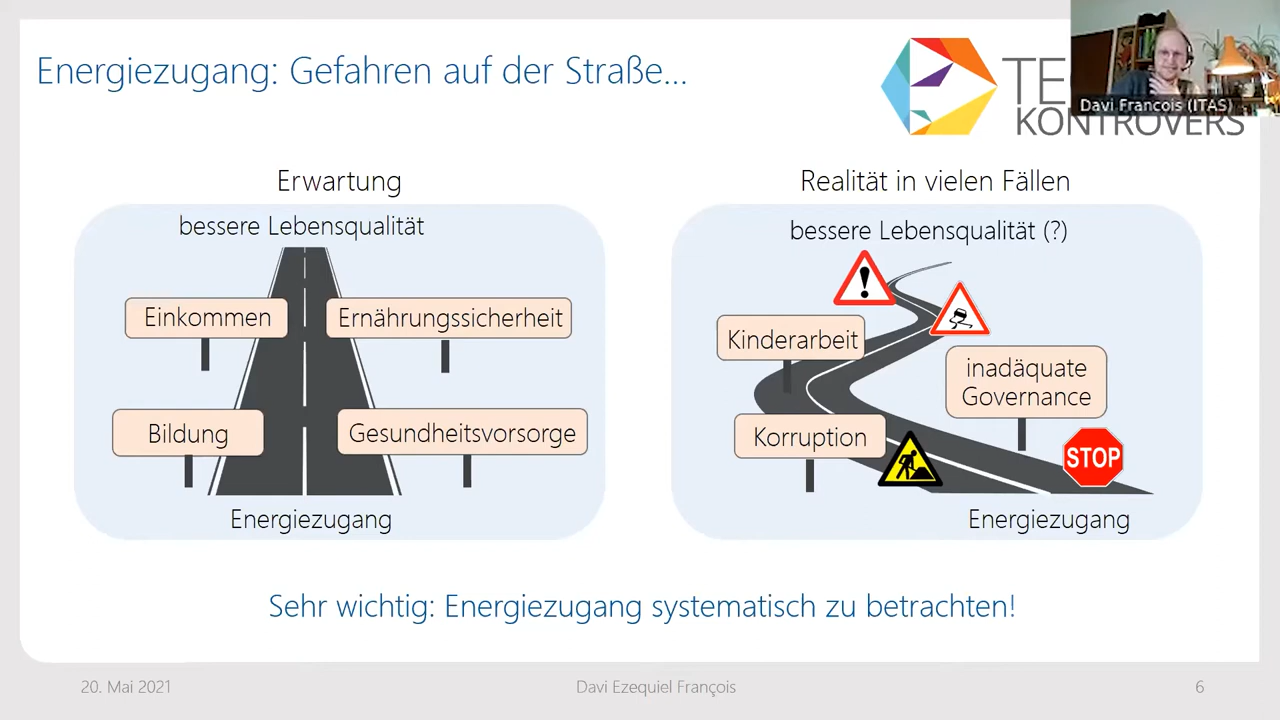 Energiezugang: Gefahren auf der Straße...
KONTROVERS
Davi Francois (ITAS)
Erwartung
bessere Lebensqualität
Einkommen
Ernährungssicherheit
Bildung
Gesundheitsvorsorge
Energiezugang
Realität in vielen Fällen
bessere Lebensqualität (?)
!
Kinderarbeit
inadäquate
Governance
Korruption
STOP
Energiezugang
Sehr wichtig: Energiezugang systematisch zu betrachten!
20. Mai 2021
Davi Ezequiel François
6